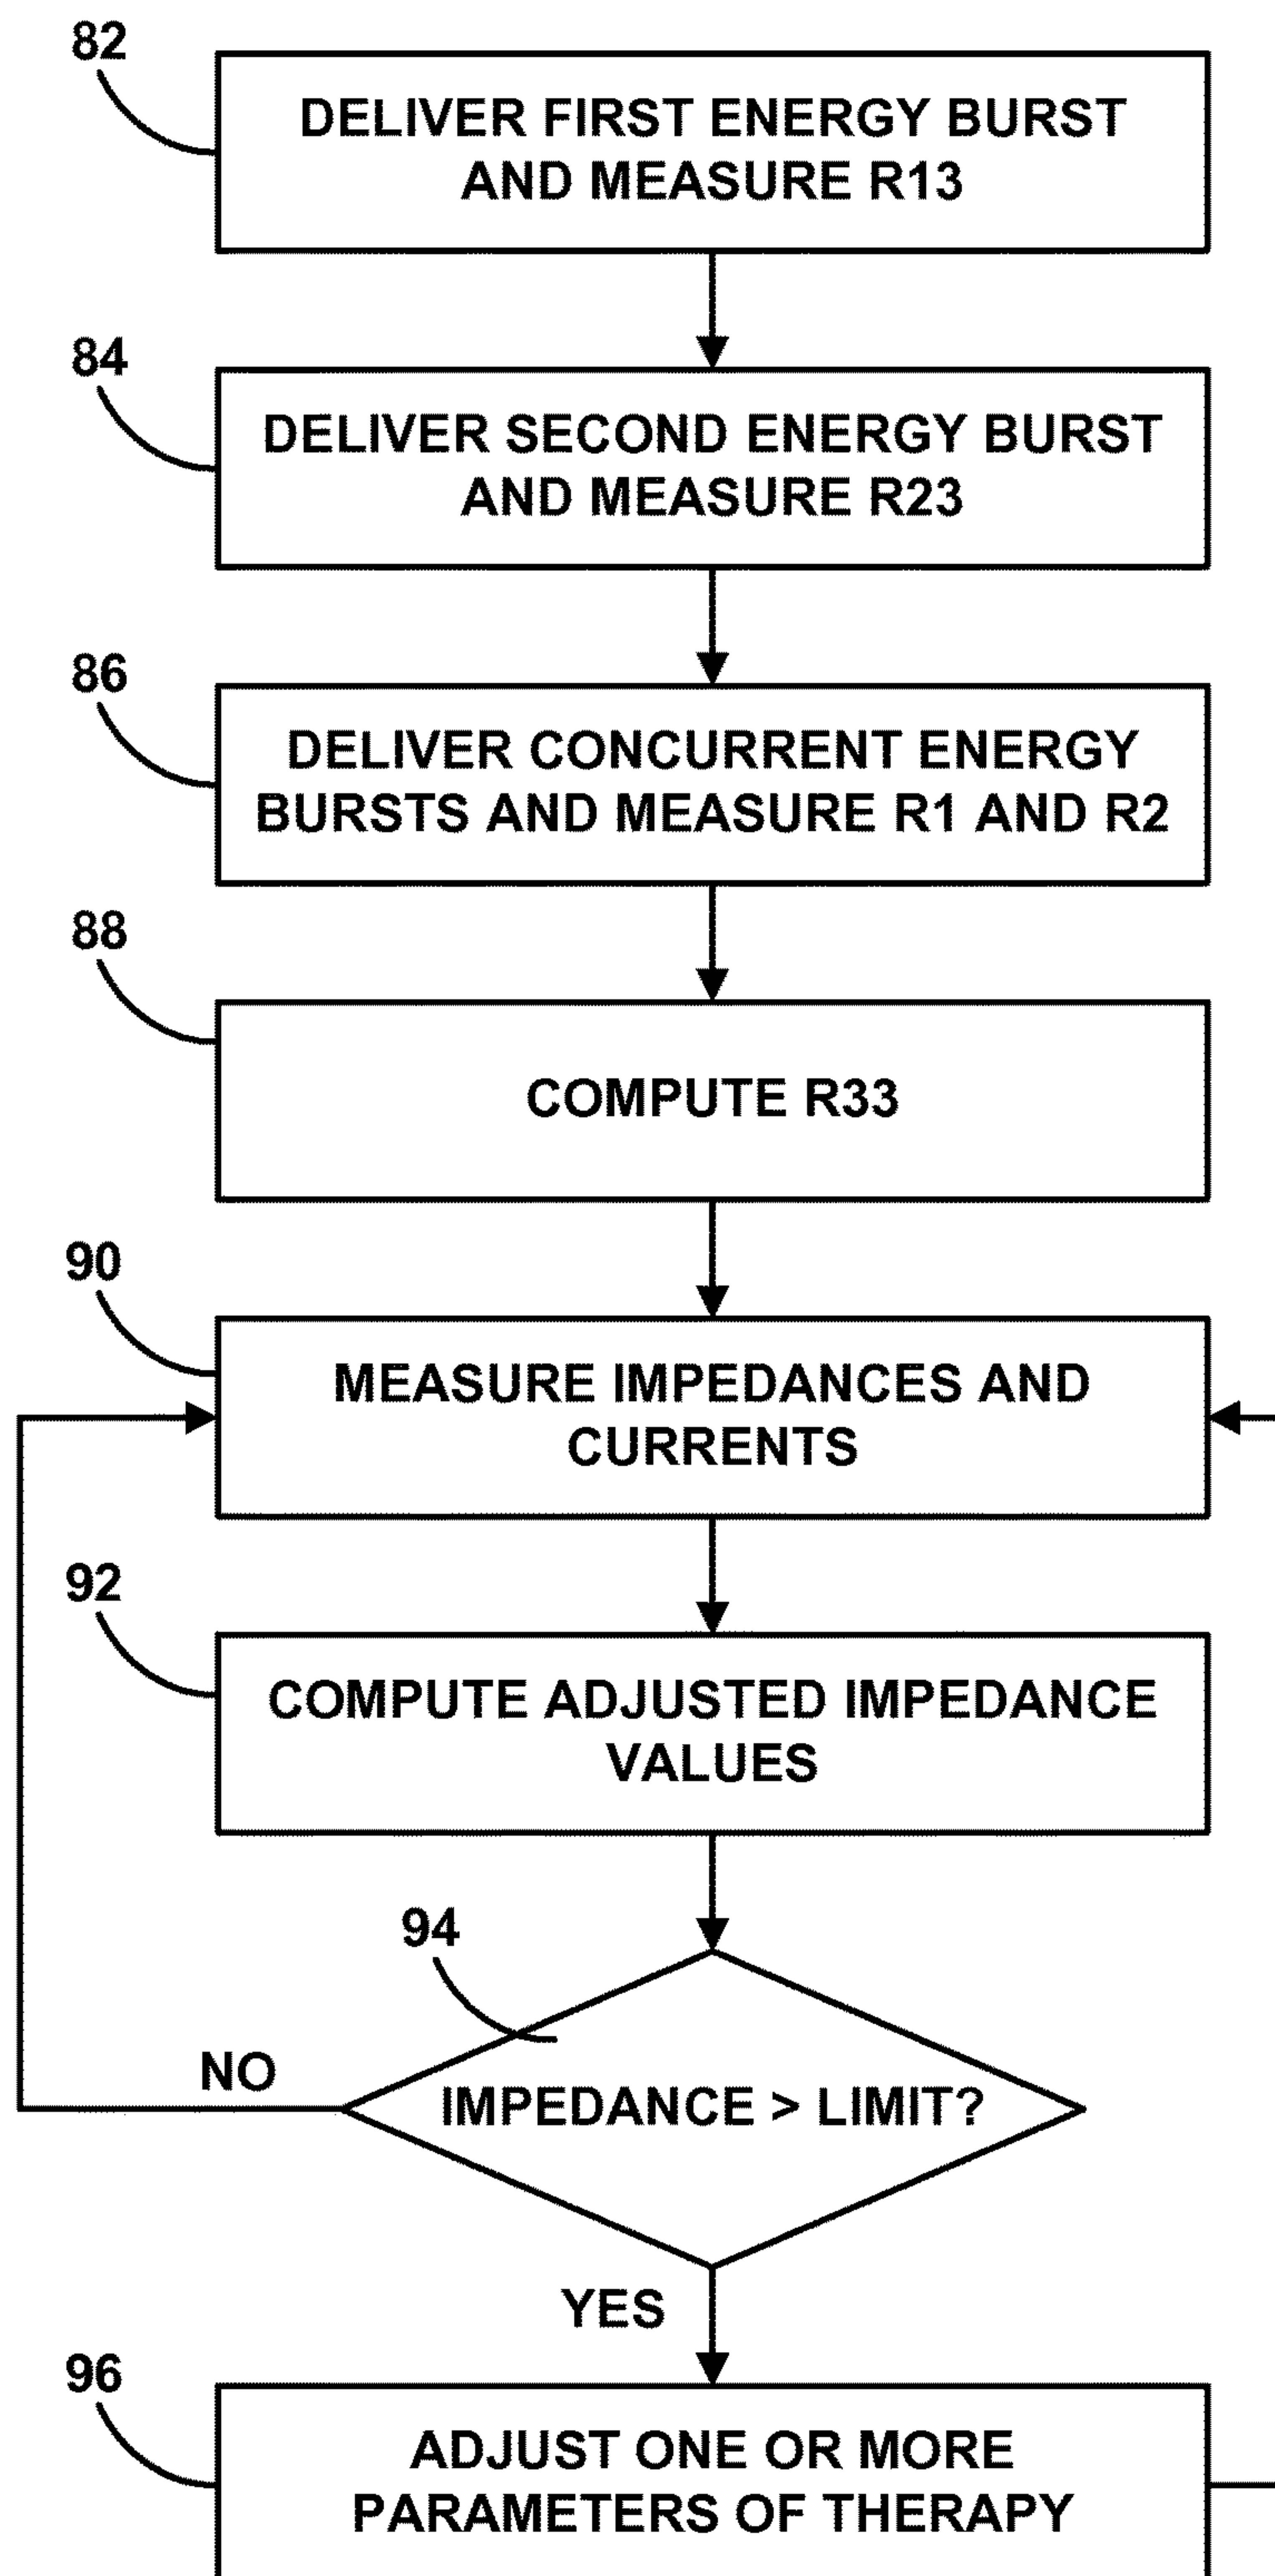 82
DELIVER FIRST ENERGY BURST
AND MEASURE R13
84
DELIVER SECOND ENERGY BURST
AND MEASURE R23
86
DELIVER CONCURRENT ENERGY
BURSTS AND MEASURE R1 AND R2
88
COMPUTE R33
90
MEASURE IMPEDANCES AND
CURRENTS
92
COMPUTE ADJUSTED IMPEDANCE
VALUES
94
NO
IMPEDANCE > LIMIT?
YES
96
ADJUST ONE OR MORE
PARAMETERS OF THERAPY